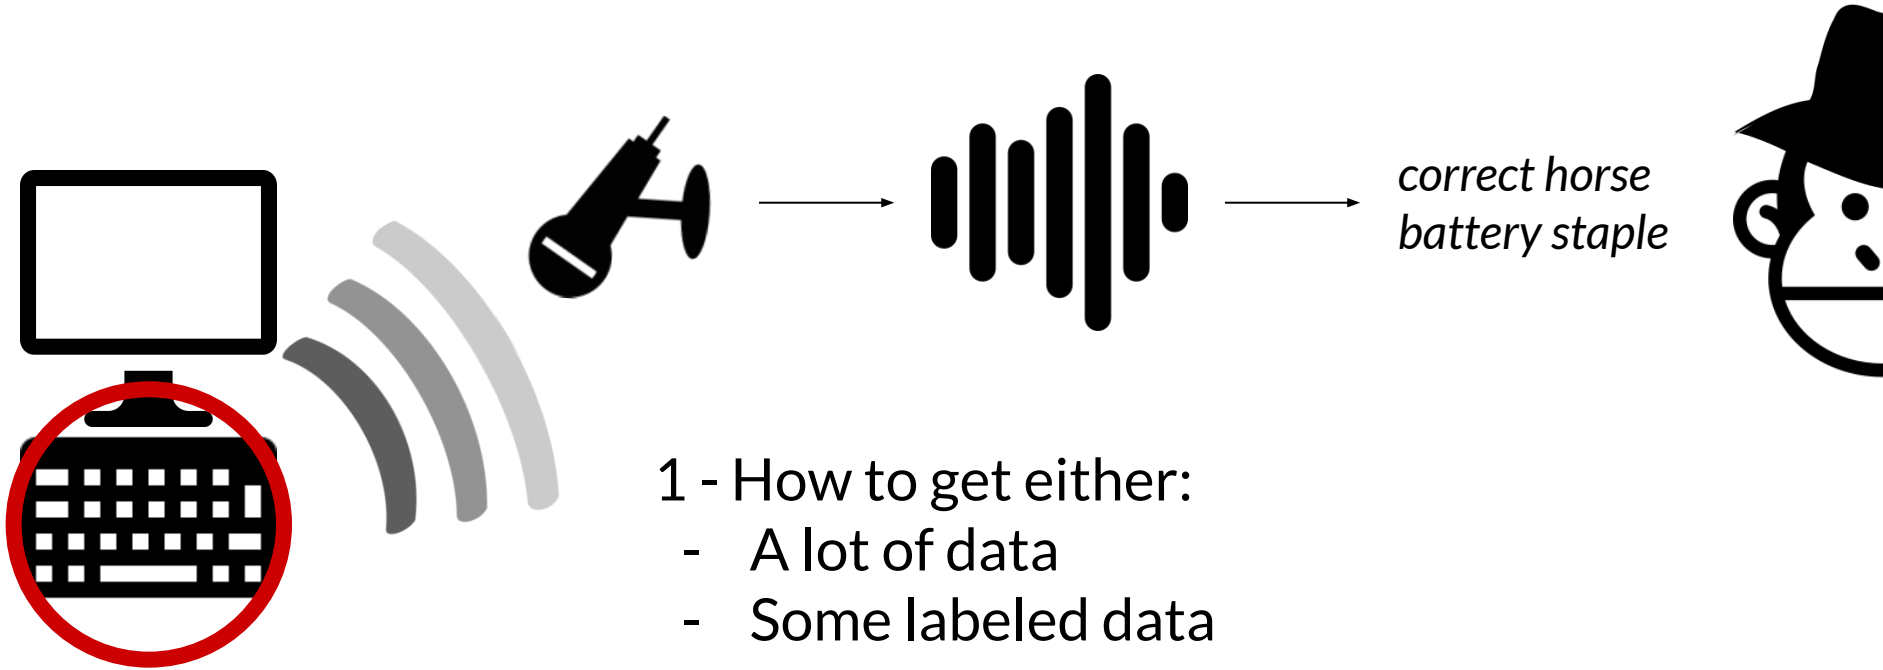 correct horse
battery staple
1 - How to get either:
- A lot of data
- Some labeled data